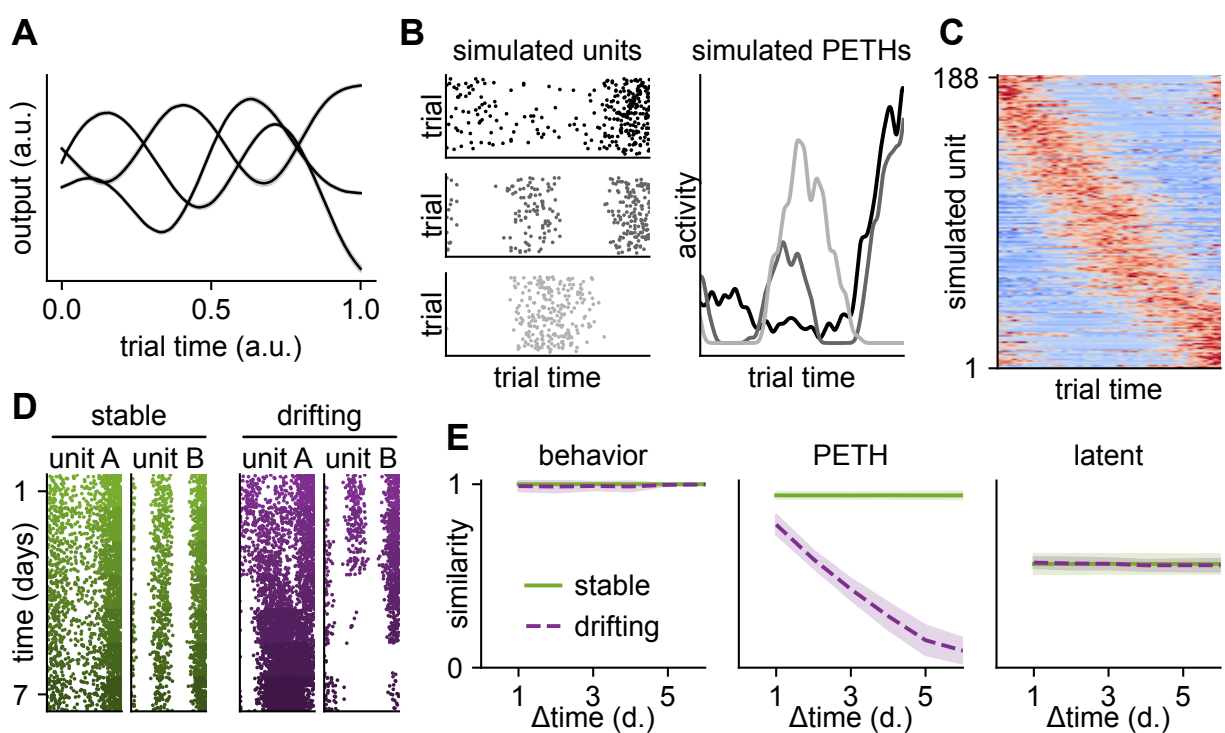 A
output (a.u.)
0.0
0.5
1.0
trial time (a.u.)
B
simulated units
trial
trial
trial
trial time
simulated PETHs
activity
trial time
C
188
simulated unit
1
trial time
D
stable
drifting
unit A
unit B
unit A
unit B
1
time (days)
7
E
behavior
PETH
latent
1
similarity
0
stable
drifting
1
3
5
Δtime (d.)
1
3
5
Δtime (d.)
1
3
5
Δtime (d.)